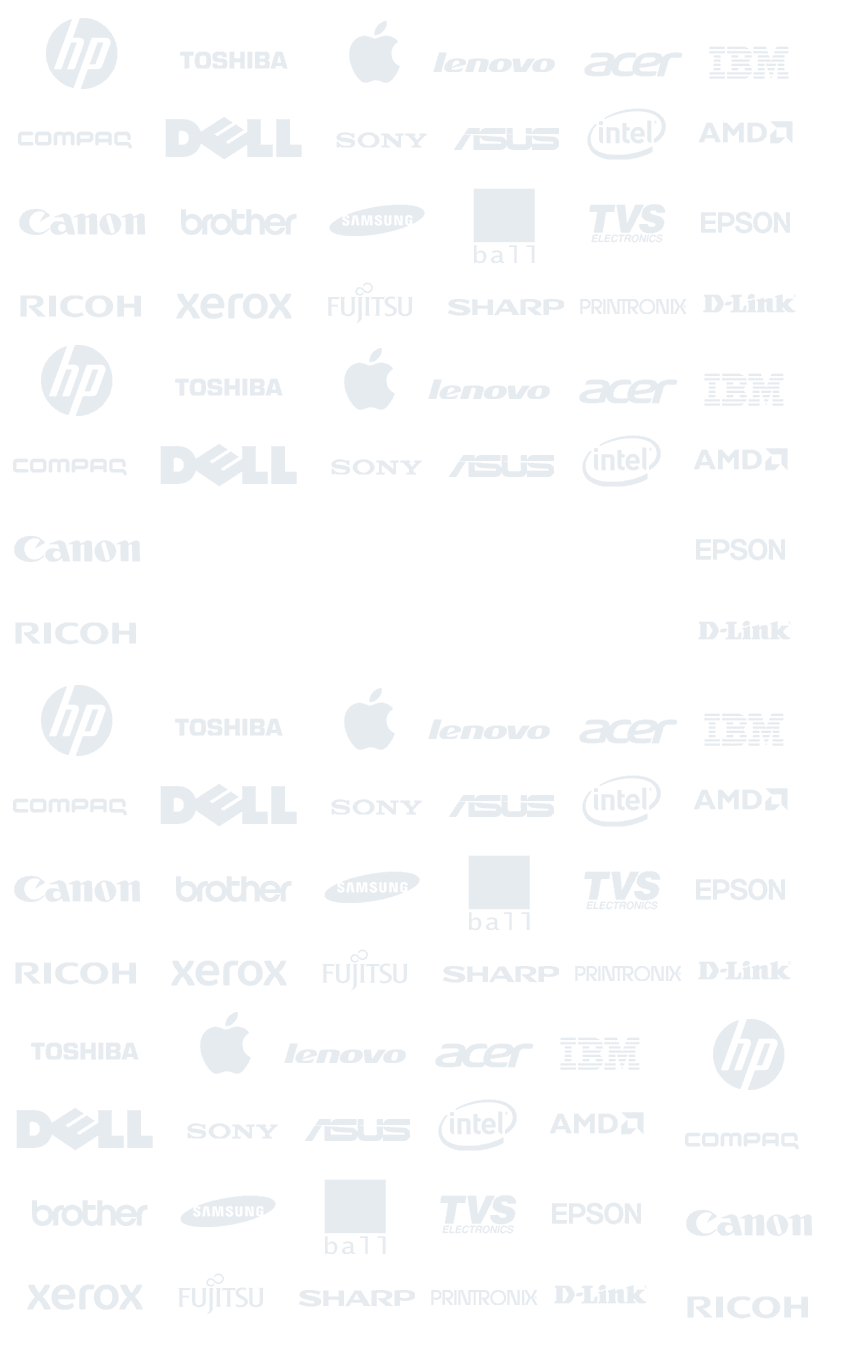 hp TOSHIBA lenovo acer IBM
COMPAQ DELL SONY ASUS intel AMD
Canon brother SAMSUNG ball TVS ELECTRONICS EPSON
RICOH xerox FUJITSU SHARP PRINTRONIX D-Link
hp TOSHIBA lenovo acer IBM
COMPAQ DELL SONY ASUS intel AMD
Canon EPSON
RICOH D-Link
hp TOSHIBA lenovo acer IBM
COMPAQ DELL SONY ASUS intel AMD
Canon brother SAMSUNG ball TVS ELECTRONICS EPSON
RICOH xerox FUJITSU SHARP PRINTRONIX D-Link
TOSHIBA lenovo acer IBM hp
DELL SONY ASUS intel AMD COMPAQ
brother SAMSUNG ball TVS ELECTRONICS EPSON Canon
xerox FUJITSU SHARP PRINTRONIX D-Link RICOH